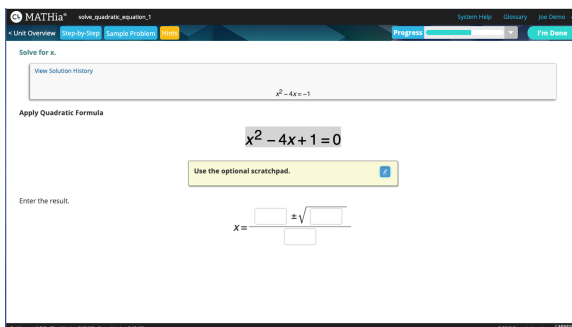 MATHia® solve_quadratic_equation_1 System Help Glossary Joe Demo
< Unit Overview Step-by-Step Sample Problem Hints Progress I'm Done
Solve for x.
View Solution History
x² – 4x = –1
Apply Quadratic Formula
x² – 4x + 1 = 0
Use the optional scratchpad.
Enter the result.
x = ± √